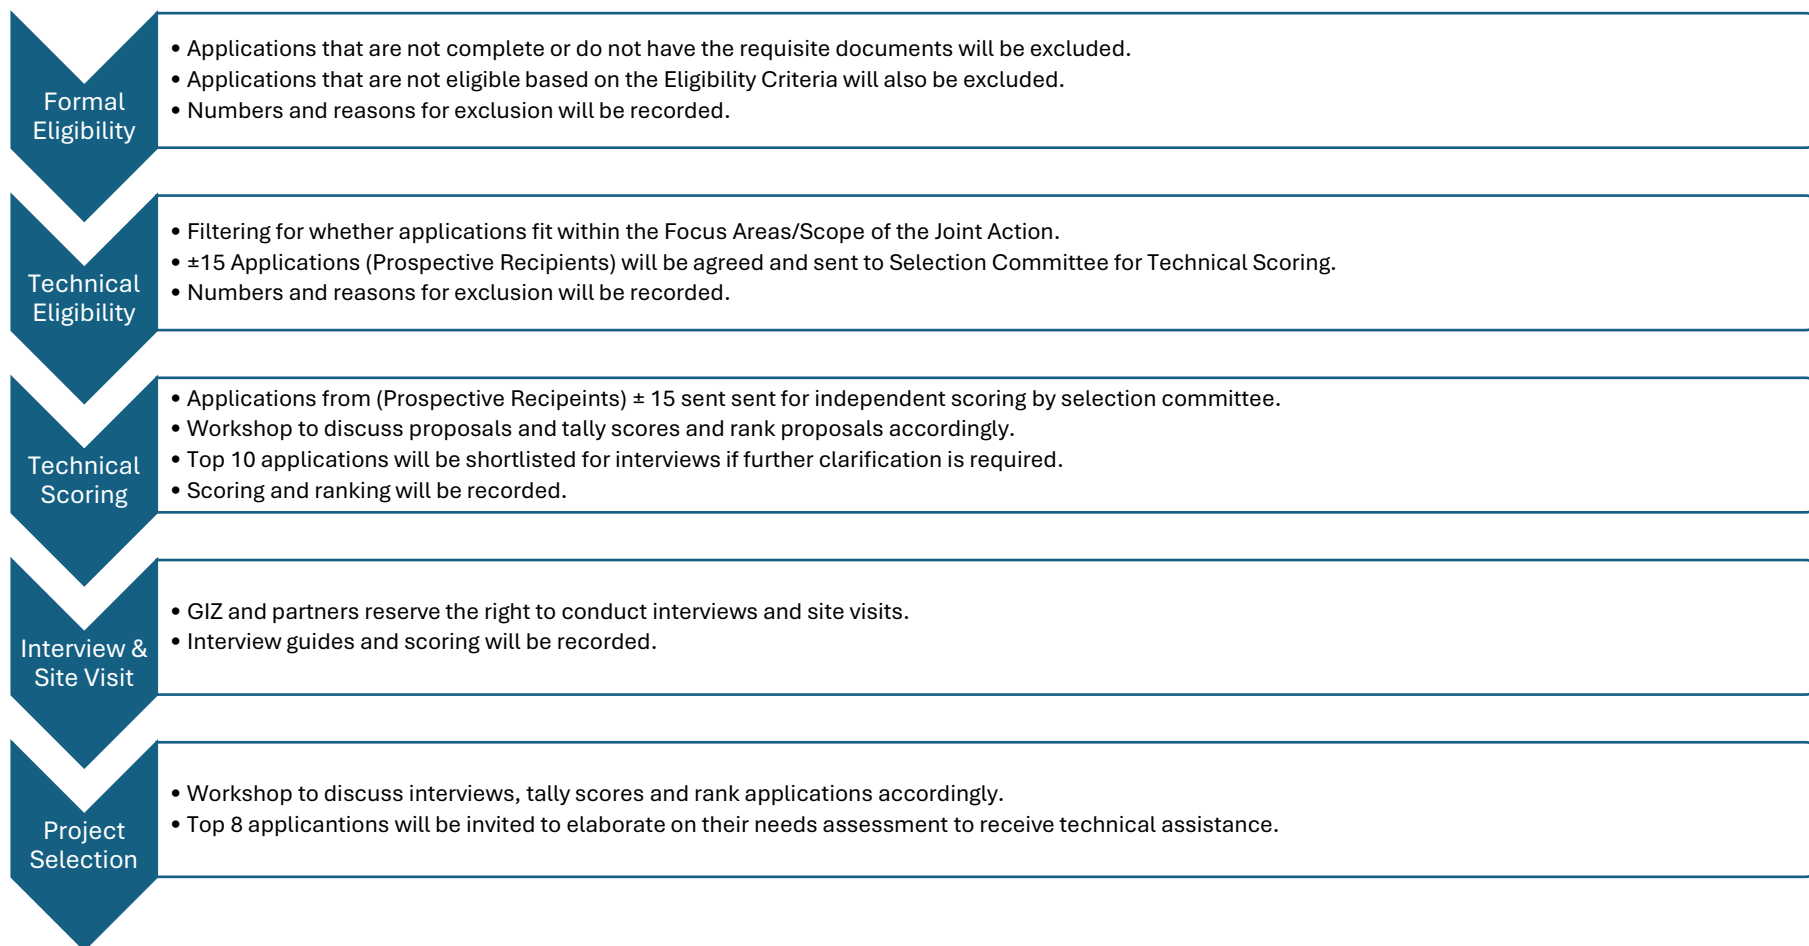 Formal
Eligibility
• Applications that are not complete or do not have the requisite documents will be excluded.
• Applications that are not eligible based on the Eligibility Criteria will also be excluded.
• Numbers and reasons for exclusion will be recorded.
Technical
Eligibility
• Filtering for whether applications fit within the Focus Areas/Scope of the Joint Action.
• ±15 Applications (Prospective Recipients) will be agreed and sent to Selection Committee for Technical Scoring.
• Numbers and reasons for exclusion will be recorded.
Technical
Scoring
• Applications from (Prospective Recipeints) ± 15 sent sent for independent scoring by selection committee.
• Workshop to discuss proposals and tally scores and rank proposals accordingly.
• Top 10 applications will be shortlisted for interviews if further clarification is required.
• Scoring and ranking will be recorded.
Interview &
Site Visit
• GIZ and partners reserve the right to conduct interviews and site visits.
• Interview guides and scoring will be recorded.
Project
Selection
• Workshop to discuss interviews, tally scores and rank applications accordingly.
• Top 8 applicantions will be invited to elaborate on their needs assessment to receive technical assistance.